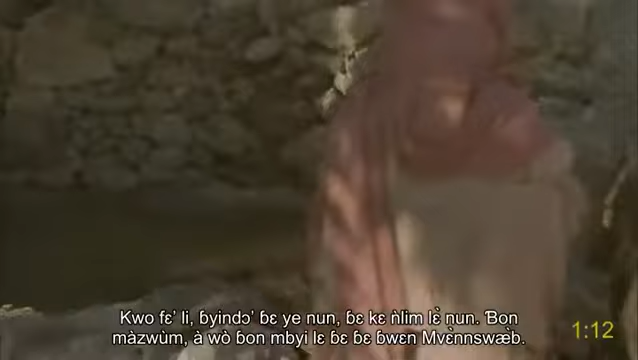 Kwo fɛ' li, ɓyindɔ' ɓɛ ye nun, ɓɛ kɛ ǹlim lɛ̀ ṇun. Ɓon
màzwùm, à wò ɓon mbyi lɛ ɓɛ ɓɛ ɓwɛn Mvɛ̀nnswæ̀b.
1:12